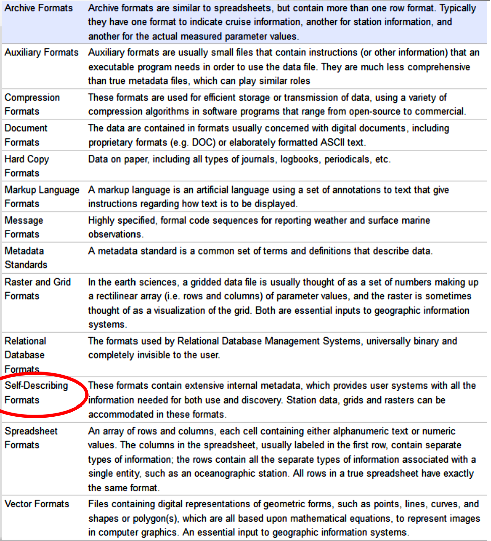 Archive Formats Archive formats are similar to spreadsheets, but contain more than one row format. Typically
they have one format to indicate cruise information, another for station information, and
another for the actual measured parameter values.
Auxiliary Formats Auxiliary formats are usually small files that contain instructions (or other information) that an
executable program needs in order to use the data file. They are much less comprehensive
than true metadata files, which can play similar roles
Compression These formats are used for efficient storage or transmission of data, using a variety of
Formats compression algorithms in software programs that range from open-source to commercial.
Document The data are contained in formats usually concerned with digital documents, including
Formats proprietary formats (e.g. DOC) or elaborately formatted ASCII text.
Hard Copy Data on paper, including all types of journals, logbooks, periodicals, etc.
Formats
Markup Language A markup language is an artificial language using a set of annotations to text that give
Formats instructions regarding how text is to be displayed.
Message Highly specified, formal code sequences for reporting weather and surface marine
Formats observations.
Metadata A metadata standard is a common set of terms and definitions that describe data.
Standards
Raster and Grid In the earth sciences, a gridded data file is usually thought of as a set of numbers making up
Formats a rectilinear array (i.e. rows and columns) of parameter values, and the raster is sometimes
thought of as a visualization of the grid. Both are essential inputs to geographic information
systems.
Relational The formats used by Relational Database Management Systems, universally binary and
Database completely invisible to the user.
Formats
Self-Describing These formats contain extensive internal metadata, which provides user systems with all the
Formats information needed for both use and discovery. Station data, grids and rasters can be
accommodated in these formats.
Spreadsheet An array of rows and columns, each cell containing either alphanumeric text or numeric
Formats values. The columns in the spreadsheet, usually labeled in the first row, contain separate
types of information; the rows contain all the separate types of information associated with a
single entity, such as an oceanographic station. All rows in a true spreadsheet have exactly
the same format.
Vector Formats Files containing digital representations of geometric forms, such as points, lines, curves, and
shapes or polygon(s), which are all based upon mathematical equations, to represent images
in computer graphics. An essential input to geographic information systems.